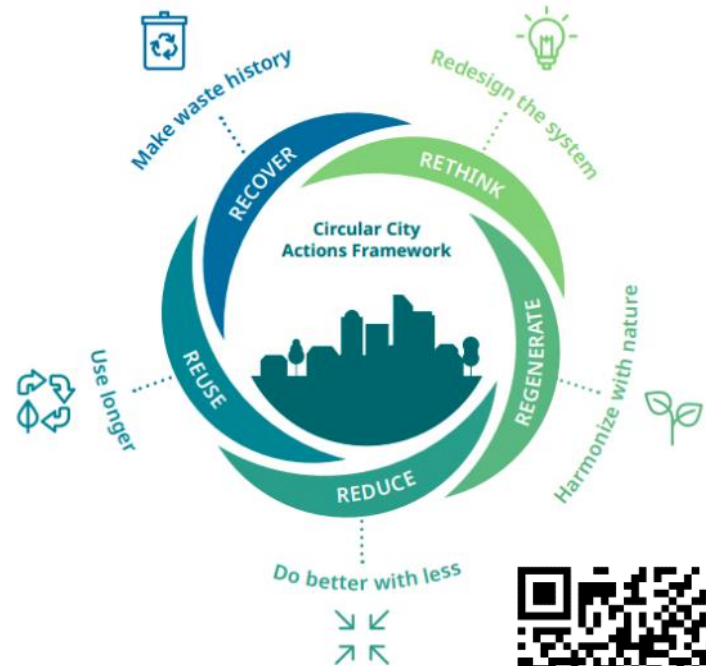 Make waste history
Redesign the system
RECOVER
RETHINK
Circular City
Actions Framework
Use longer
REUSE
REGENERATE
Harmonize with nature
REDUCE
Do better with less